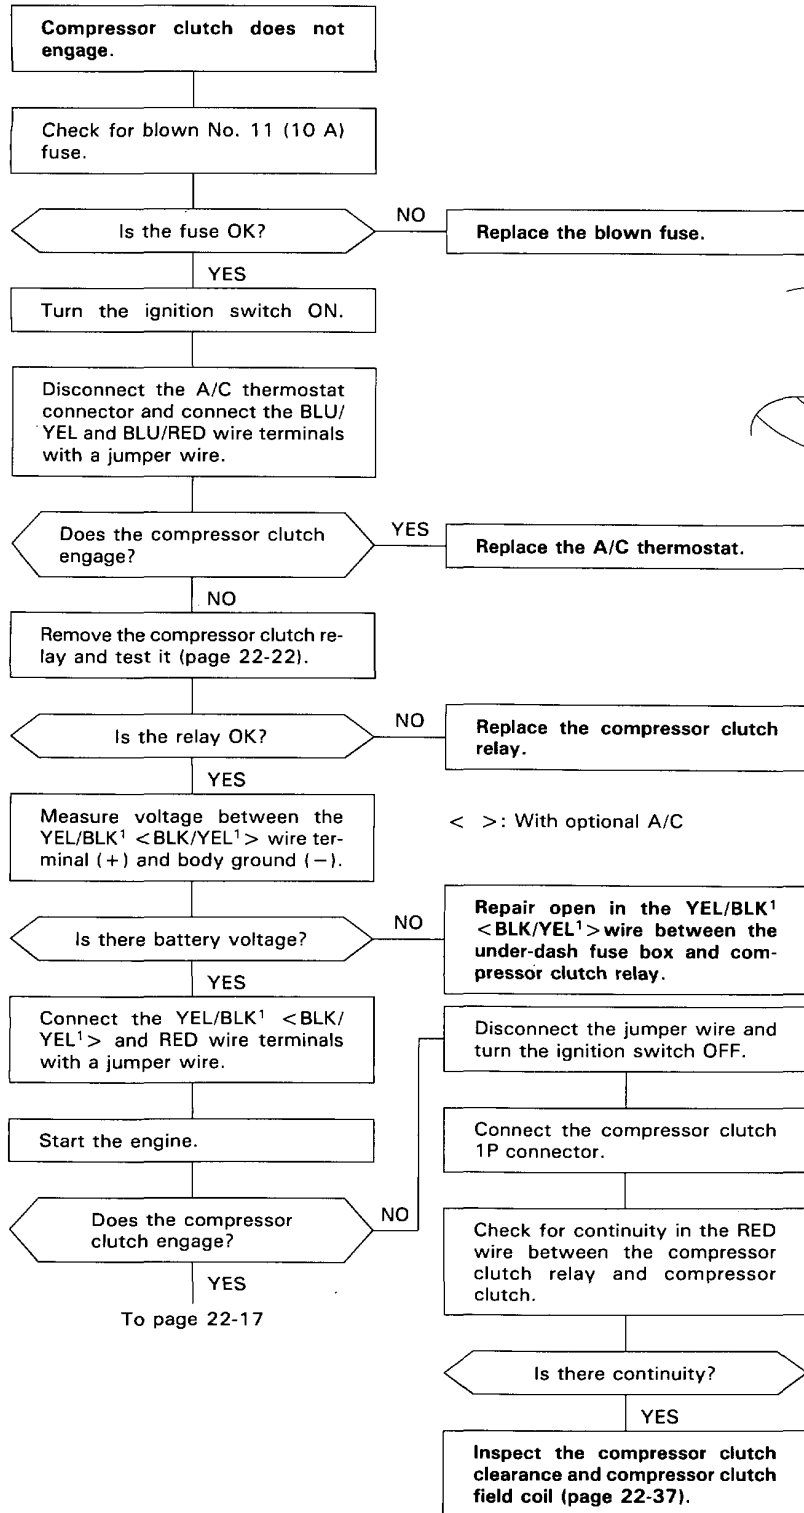 Compressor clutch does not
engage.
Check for blown No. 11 (10 A)
fuse.
Is the fuse OK?
NO
Replace the blown fuse.
YES
Turn the ignition switch ON.
Disconnect the A/C thermostat
connector and connect the BLU/
YEL and BLU/RED wire terminals
with a jumper wire.
Does the compressor clutch
engage?
YES
Replace the A/C thermostat.
NO
Remove the compressor clutch re-
lay and test it (page 22-22).
Is the relay OK?
NO
Replace the compressor clutch
relay.
YES
Measure voltage between the
YEL/BLK¹ <BLK/YEL¹> wire ter-
minal (+) and body ground (−).
< >: With optional A/C
Is there battery voltage?
NO
Repair open in the YEL/BLK¹
<BLK/YEL¹> wire between the
under-dash fuse box and com-
pressor clutch relay.
YES
Connect the YEL/BLK¹ <BLK/
YEL¹> and RED wire terminals
with a jumper wire.
Start the engine.
Does the compressor
clutch engage?
NO
YES
To page 22-17
Disconnect the jumper wire and
turn the ignition switch OFF.
Connect the compressor clutch
1P connector.
Check for continuity in the RED
wire between the compressor
clutch relay and compressor
clutch.
Is there continuity?
YES
Inspect the compressor clutch
clearance and compressor clutch
field coil (page 22-37).